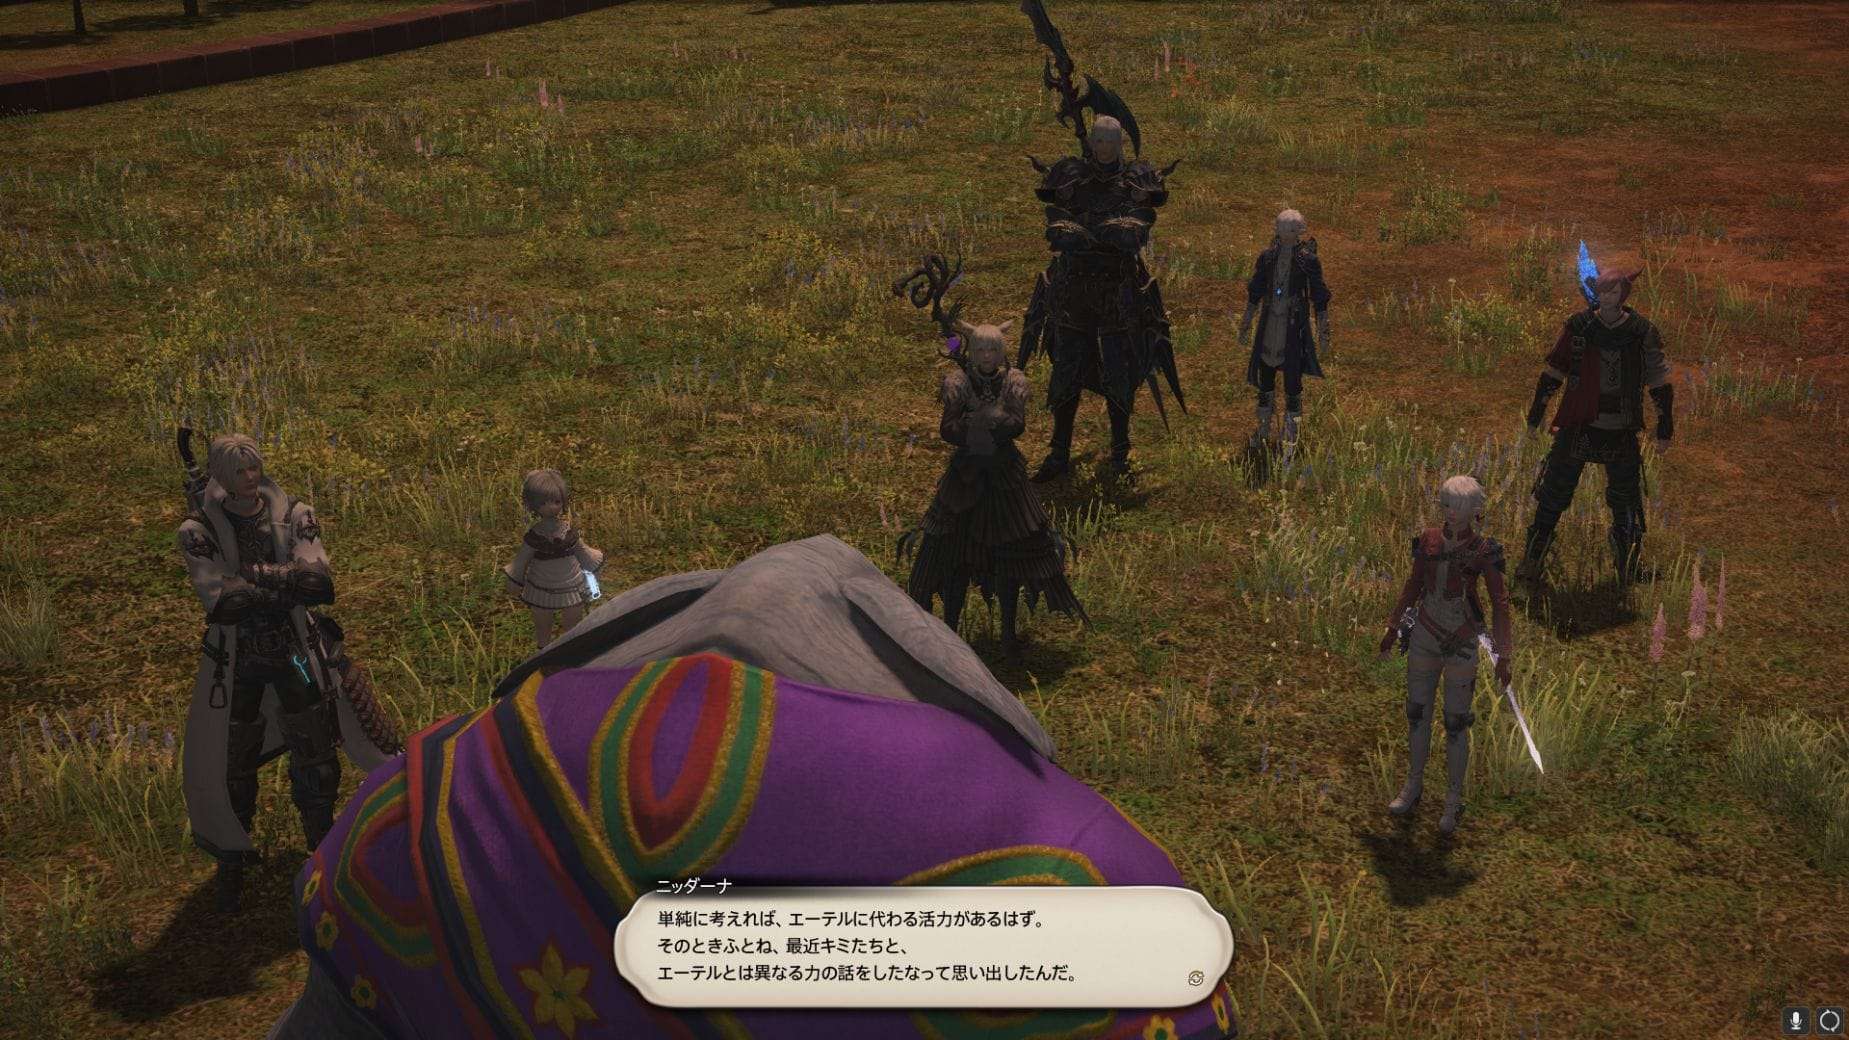 ニッダーナ
単純に考えれば、エーテルに代わる活力があるはず。
そのときふとね、最近キミたちと、
エーテルとは異なる力の話をしたなって思い出したんだ。